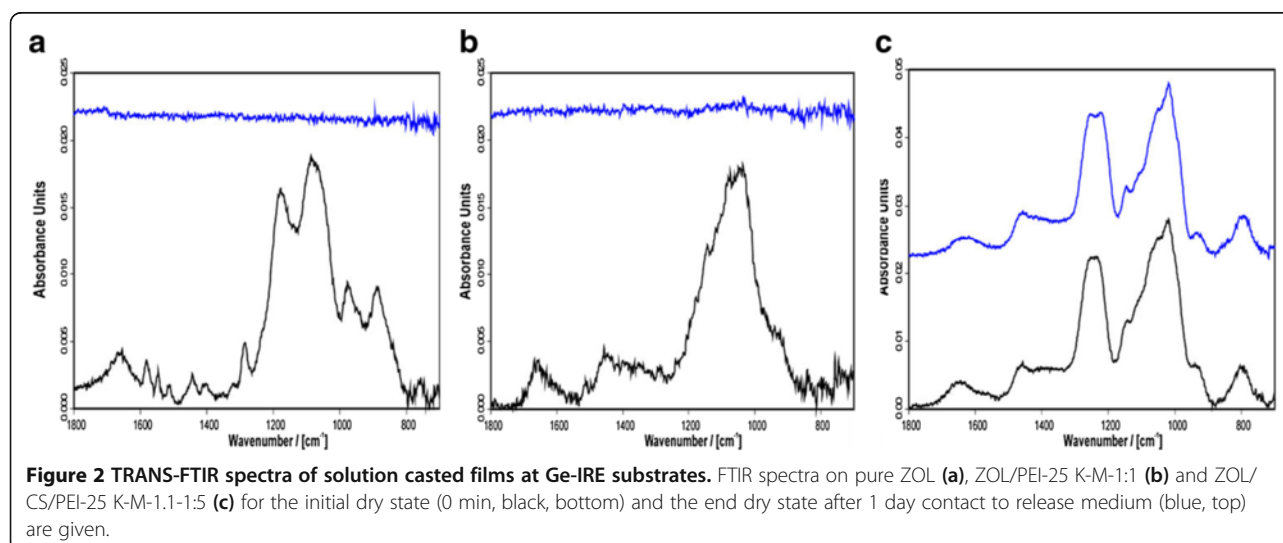 a
b
c
Absorbance Units
0.000 0.005 0.010 0.015 0.020 0.025
1800 1600 1400 1200 1000 800
Wavenumber / [cm⁻¹]
Absorbance Units
0.000 0.005 0.010 0.015 0.020 0.025
1800 1600 1400 1200 1000 800
Wavenumber / [cm⁻¹]
Absorbance Units
0.00 0.01 0.02 0.03 0.04 0.05
1800 1600 1400 1200 1000 800
Wavenumber / [cm⁻¹]
Figure 2 TRANS-FTIR spectra of solution casted films at Ge-IRE substrates. FTIR spectra on pure ZOL (a), ZOL/PEI-25 K-M-1:1 (b) and ZOL/
CS/PEI-25 K-M-1.1-1:5 (c) for the initial dry state (0 min, black, bottom) and the end dry state after 1 day contact to release medium (blue, top)
are given.